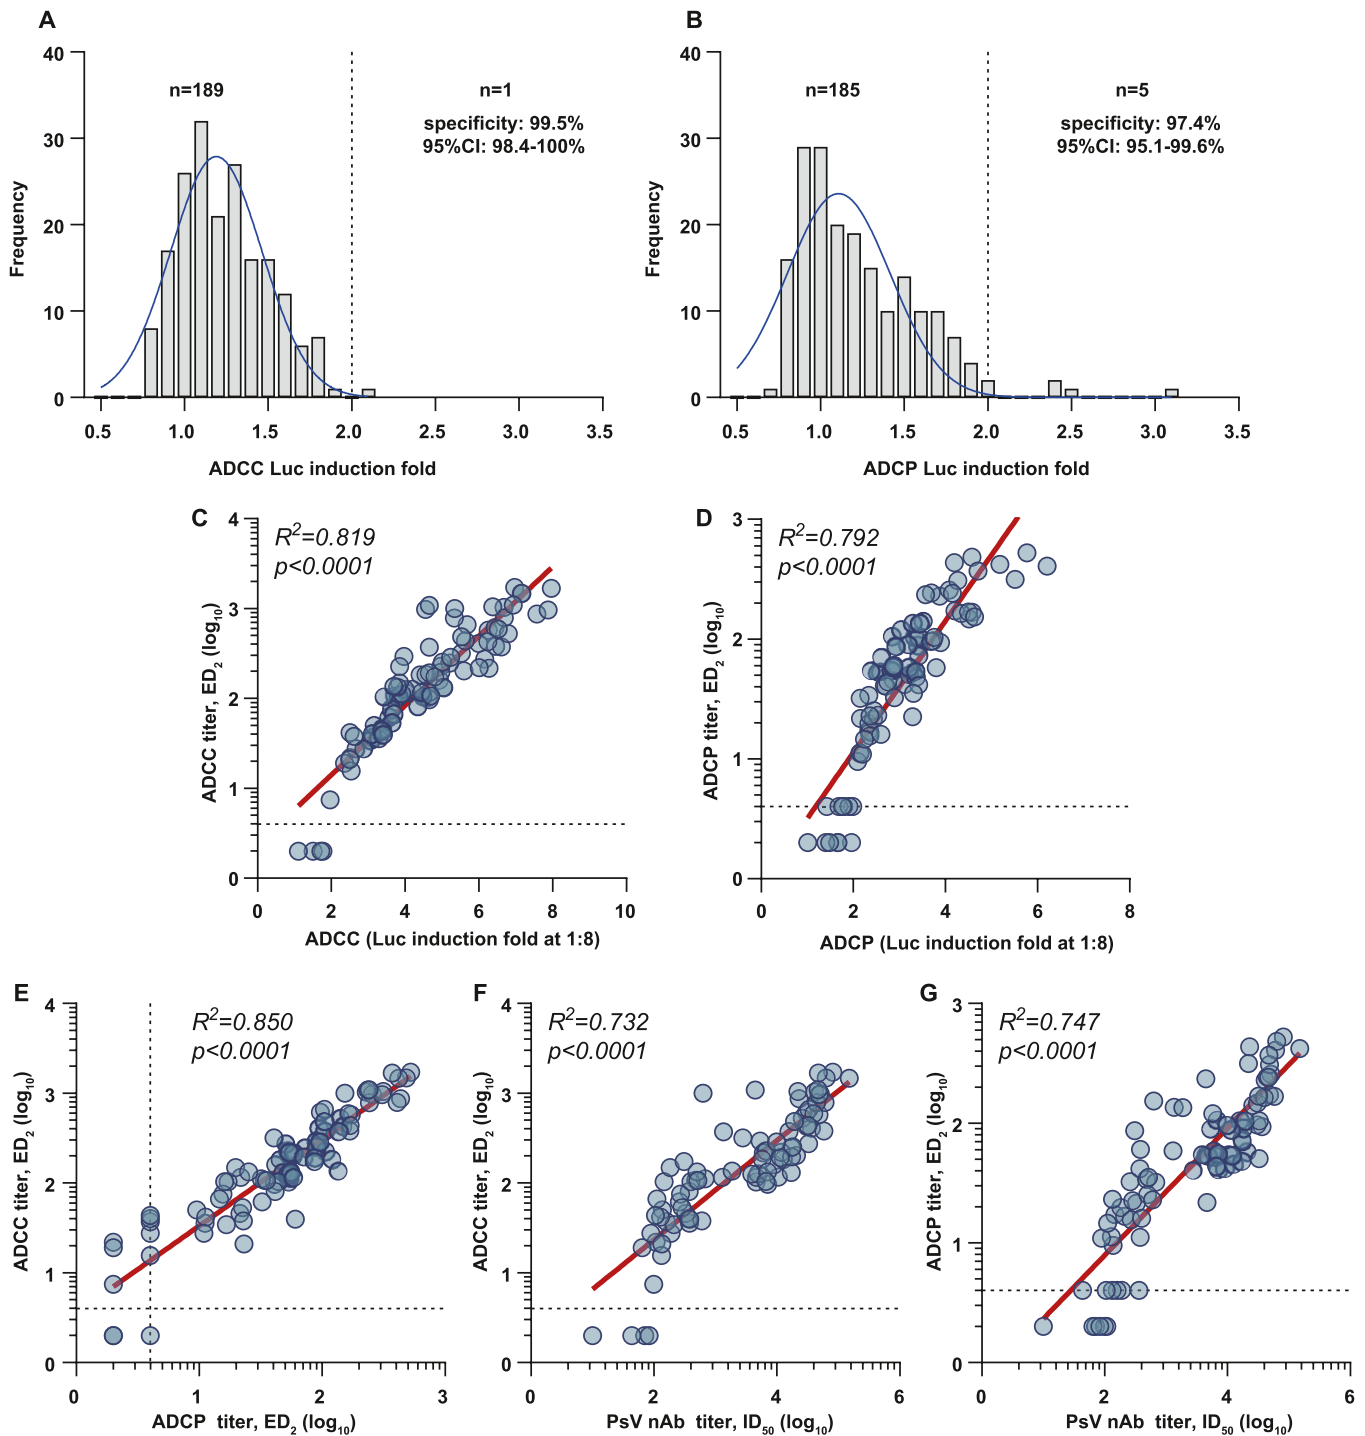 A
40
30
20
10
0
Frequency
n=189
n=1
specificity: 99.5%
95%CI: 98.4-100%
0.5 1.0 1.5 2.0 2.5 3.0 3.5
ADCC Luc induction fold
B
40
30
20
10
0
Frequency
n=185
n=5
specificity: 97.4%
95%CI: 95.1-99.6%
0.5 1.0 1.5 2.0 2.5 3.0 3.5
ADCP Luc induction fold
C
4
3
2
1
0
ADCC titer, ED₂ (log₁₀)
R²=0.819
p<0.0001
0 2 4 6 8 10
ADCC (Luc induction fold at 1:8)
D
3
2
1
0
ADCP titer, ED₂ (log₁₀)
R²=0.792
p<0.0001
0 2 4 6 8
ADCP (Luc induction fold at 1:8)
E
4
3
2
1
0
ADCC titer, ED₂ (log₁₀)
R²=0.850
p<0.0001
0 1 2 3
ADCP titer, ED₂ (log₁₀)
F
4
3
2
1
0
ADCC titer, ED₂ (log₁₀)
R²=0.732
p<0.0001
0 2 4 6
PsV nAb titer, ID₅₀ (log₁₀)
G
3
2
1
0
ADCP titer, ED₂ (log₁₀)
R²=0.747
p<0.0001
0 2 4 6
PsV nAb titer, ID₅₀ (log₁₀)